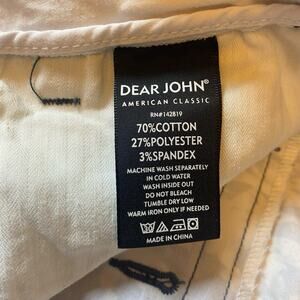 DEAR JOHN®
AMERICAN CLASSIC
RN#142819
70%COTTON
27%POLYESTER
3%SPANDEX
MACHINE WASH SEPARATELY
IN COLD WATER
WASH INSIDE OUT
DO NOT BLEACH
TUMBLE DRY LOW
WARM IRON ONLY IF NEEDED
MADE IN CHINA